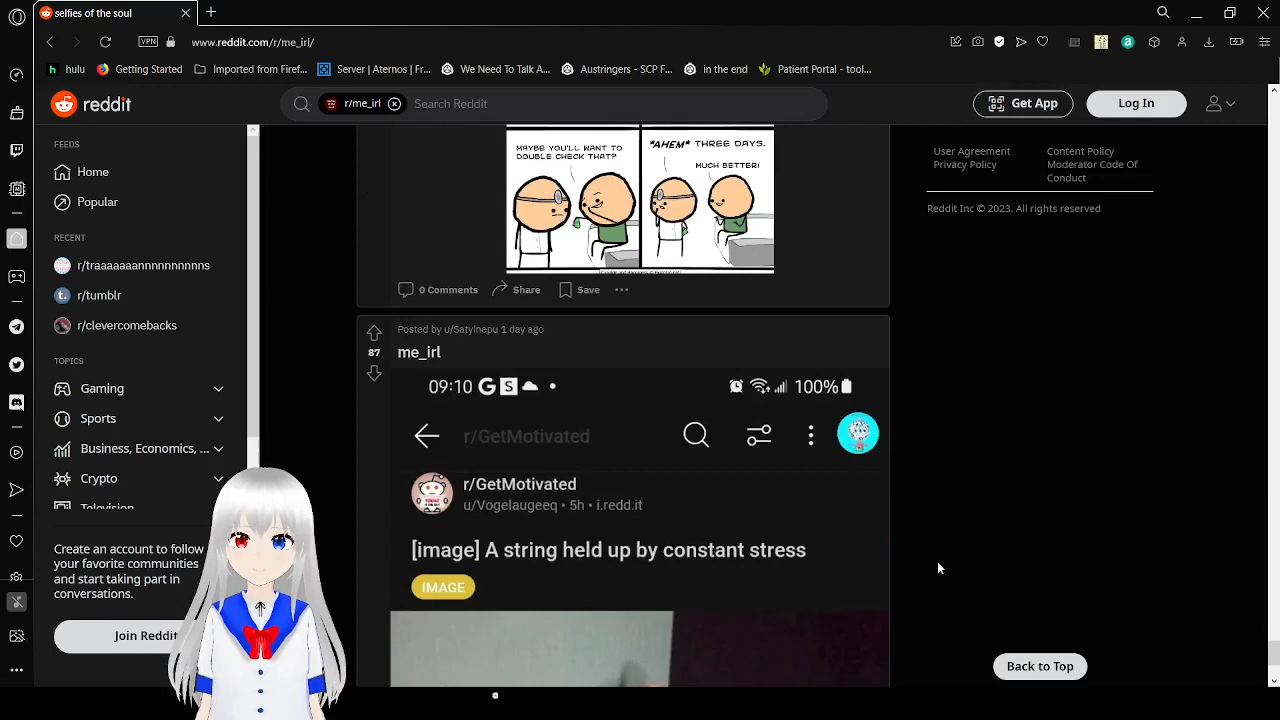 selfies of the soul
VPN
www.reddit.com/r/me_irl/
hulu
Getting Started
Imported from Firef...
Server | Aternos | Fr...
We Need To Talk A...
Austringers - SCP F...
in the end
Patient Portal - tool...
reddit
r/me_irl
Search Reddit
Get App
Log In
FEEDS
Home
Popular
RECENT
r/traaaaaaannnnnnnnnns
r/tumblr
r/clevercomebacks
TOPICS
Gaming
Sports
Business, Economics, ...
Crypto
Television
Create an account to follow
your favorite communities
and start taking part in
conversations.
Join Reddit
MAYBE YOU'LL WANT TO
DOUBLE CHECK THAT?
*AHEM* THREE DAYS.
MUCH BETTER!
0 Comments
Share
Save
Posted by u/Satylnepu 1 day ago
87
me_irl
09:10
100%
r/GetMotivated
r/GetMotivated
u/Vogelaugeeq • 5h • i.redd.it
[image] A string held up by constant stress
IMAGE
User Agreement
Privacy Policy
Content Policy
Moderator Code Of
Conduct
Reddit Inc © 2023. All rights reserved
Back to Top